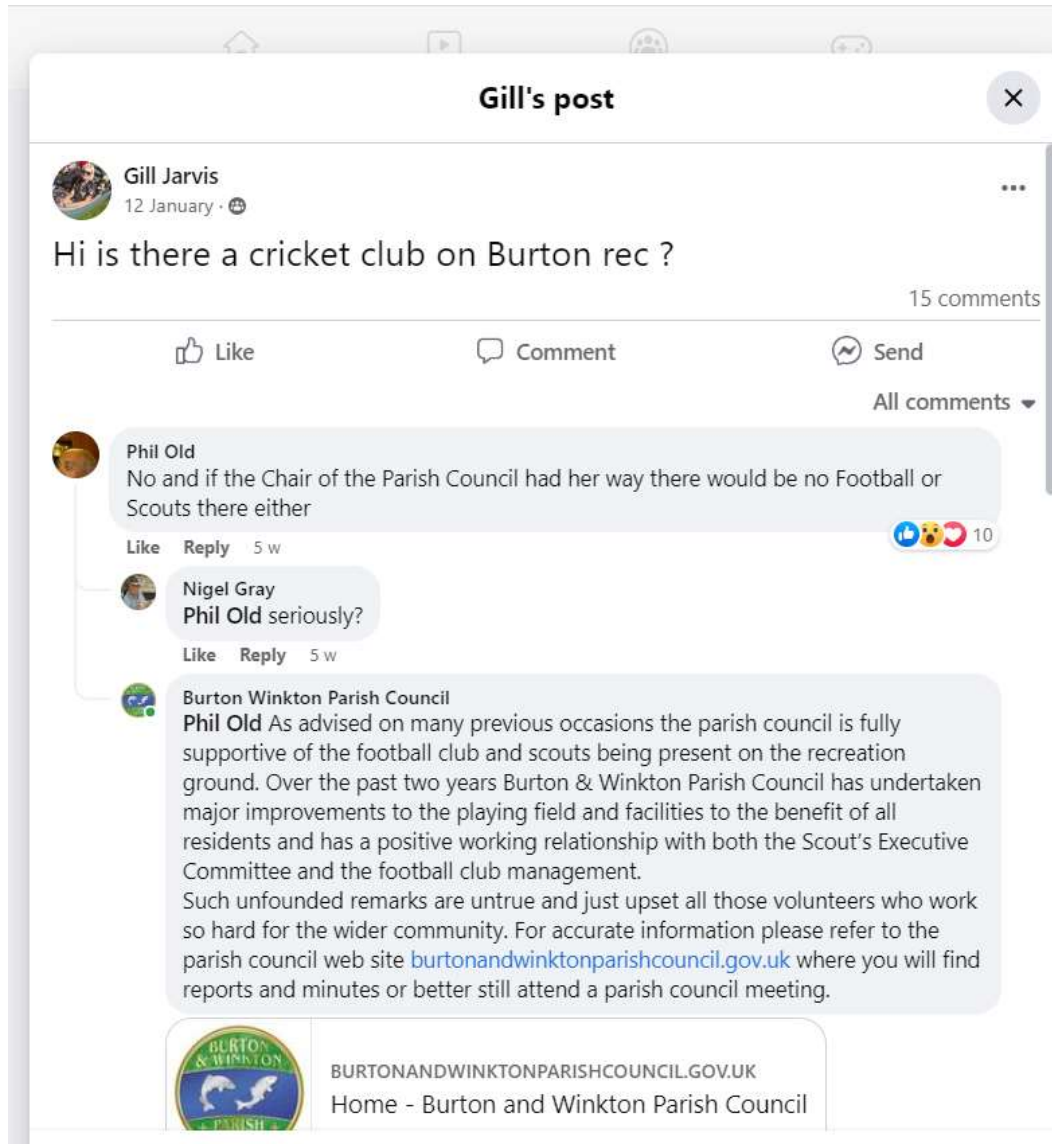 Gill's post
Gill Jarvis
12 January ·
Hi is there a cricket club on Burton rec ?
15 comments
Like
Comment
Send
All comments
Phil Old
No and if the Chair of the Parish Council had her way there would be no Football or
Scouts there either
10
Like Reply 5 w
Nigel Gray
Phil Old seriously?
Like Reply 5 w
Burton Winkton Parish Council
Phil Old As advised on many previous occasions the parish council is fully
supportive of the football club and scouts being present on the recreation
ground. Over the past two years Burton & Winkton Parish Council has undertaken
major improvements to the playing field and facilities to the benefit of all
residents and has a positive working relationship with both the Scout's Executive
Committee and the football club management.
Such unfounded remarks are untrue and just upset all those volunteers who work
so hard for the wider community. For accurate information please refer to the
parish council web site burtonandwinktonparishcouncil.gov.uk where you will find
reports and minutes or better still attend a parish council meeting.
BURTON
& WINKTON
PARISH
BURTONANDWINKTONPARISHCOUNCIL.GOV.UK
Home - Burton and Winkton Parish Council